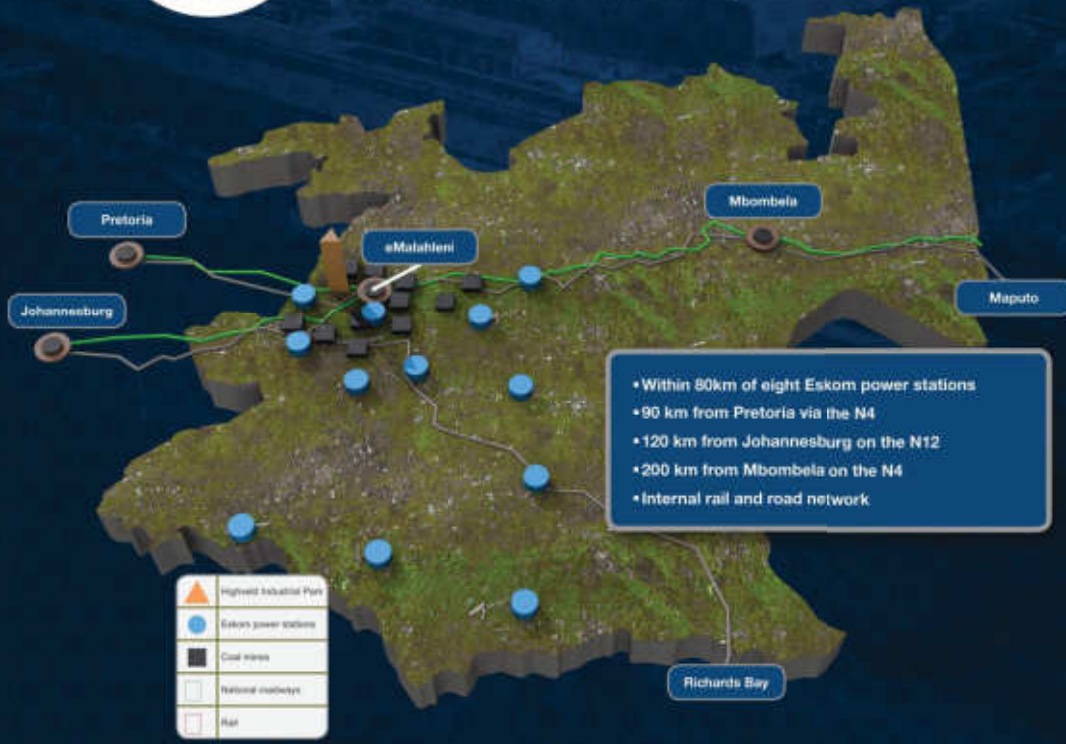 Pretoria
eMalahleni
Mbombela
Johannesburg
Maputo
•Within 80km of eight Eskom power stations
•90 km from Pretoria via the N4
•120 km from Johannesburg on the N12
•200 km from Mbombela on the N4
•Internal rail and road network
Highveld Industrial Park
Eskom power stations
Coal mines
National roadways
Rail
Richards Bay